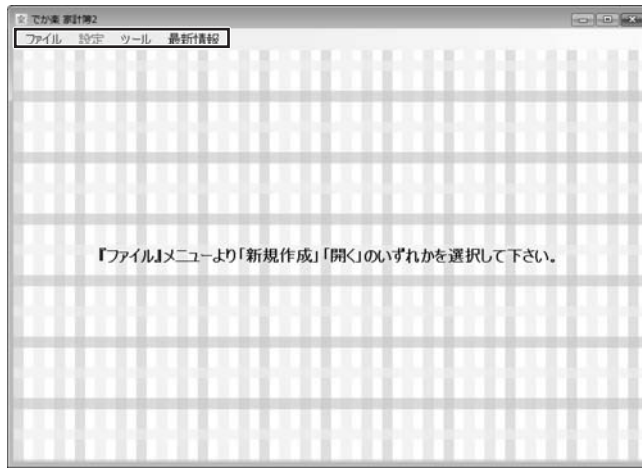 でか楽 家計簿2
ファイル 設定 ツール 最新情報
『ファイル』メニューより「新規作成」「開く」のいずれかを選択して下さい。